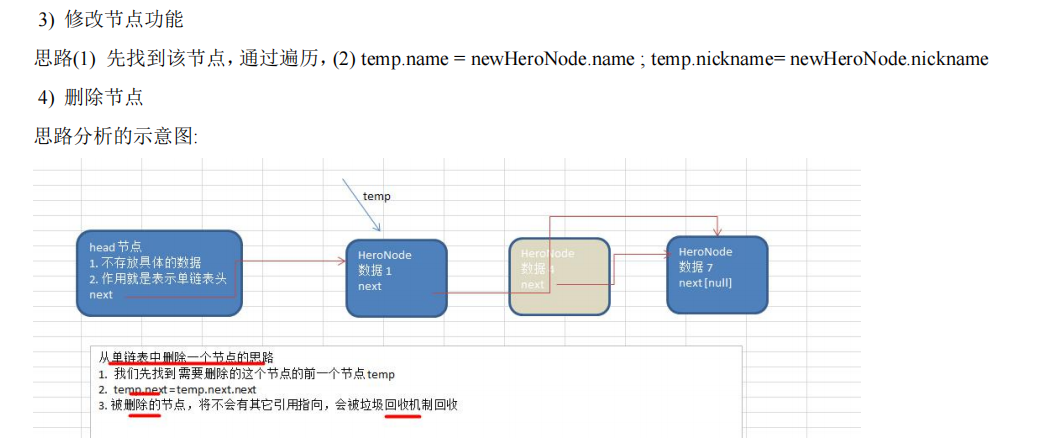 3) 修改节点功能
思路(1) 先找到该节点，通过遍历，(2) temp.name = newHeroNode.name ; temp.nickname= newHeroNode.nickname
4) 删除节点
思路分析的示意图:
temp
head 节点
1. 不存放具体的数据
2. 作用就是表示单链表头
next
HeroNode
数据 1
next
HeroNode
数据 4
next
HeroNode
数据 7
next [null]
从单链表中删除一个节点的思路
1. 我们先找到 需要删除的这个节点的前一个节点 temp
2. temp.next =temp.next.next
3. 被删除的节点，将不会有其它引用指向，会被垃圾回收机制回收